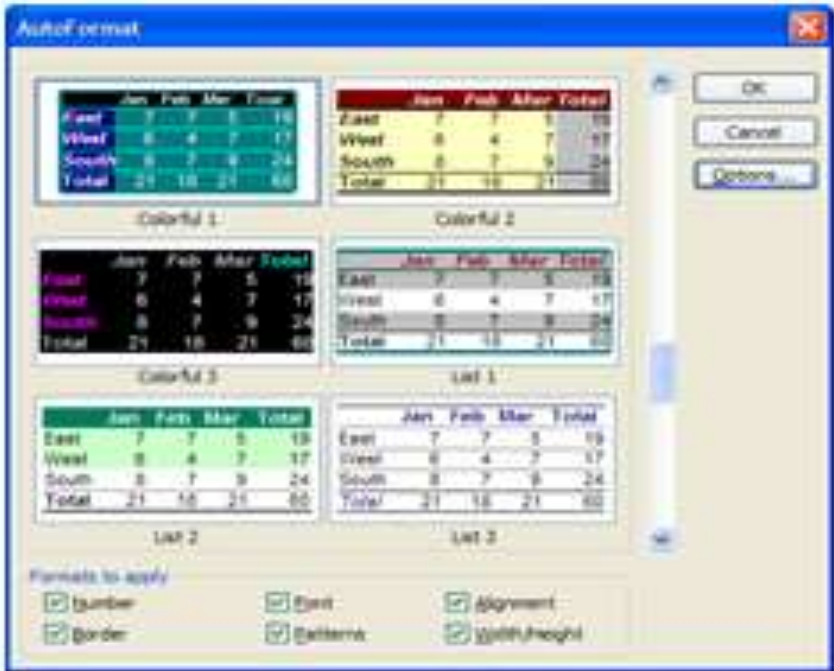 AutoFormat
Jan Feb Mar Total
East 7 7 5 19
West 6 4 7 17
South 8 7 9 24
Total 21 18 21 60
Colorful 1
Jan Feb Mar Total
East 7 7 5 19
West 6 4 7 17
South 8 7 9 24
Total 21 18 21 60
Colorful 2
OK
Cancel
Options...
Jan Feb Mar Total
East 7 7 5 19
West 6 4 7 17
South 8 7 9 24
Total 21 18 21 60
Colorful 3
Jan Feb Mar Total
East 7 7 5 19
West 6 4 7 17
South 8 7 9 24
Total 21 18 21 60
List 1
Jan Feb Mar Total
East 7 7 5 19
West 6 4 7 17
South 8 7 9 24
Total 21 18 21 60
List 2
Jan Feb Mar Total
East 7 7 5 19
West 6 4 7 17
South 8 7 9 24
Total 21 18 21 60
List 3
Formats to apply
Number Font Alignment
Border Patterns Width/Height